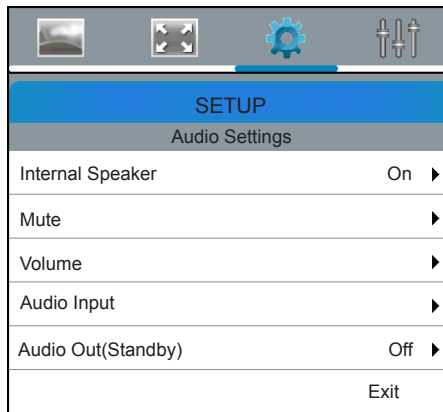 SETUP
Audio Settings
Internal Speaker On
Mute
Volume
Audio Input
Audio Out(Standby) Off
Exit